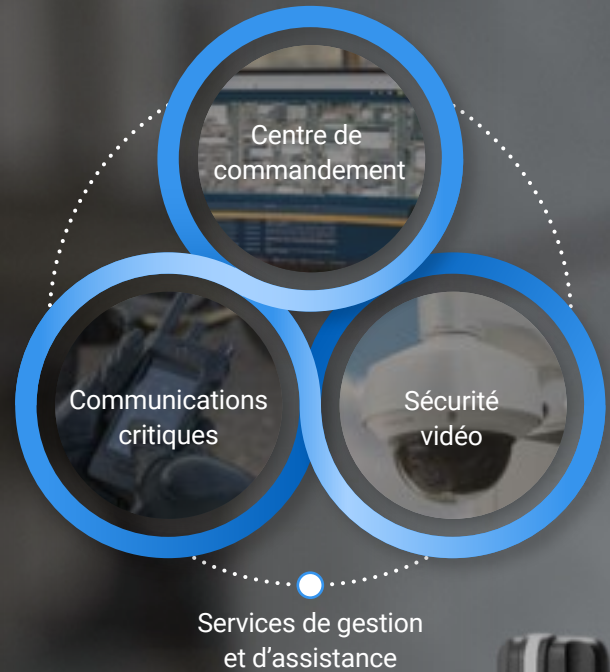 Centre de
commandement
Communications
critiques
Sécurité
vidéo
Services de gestion
et d'assistance